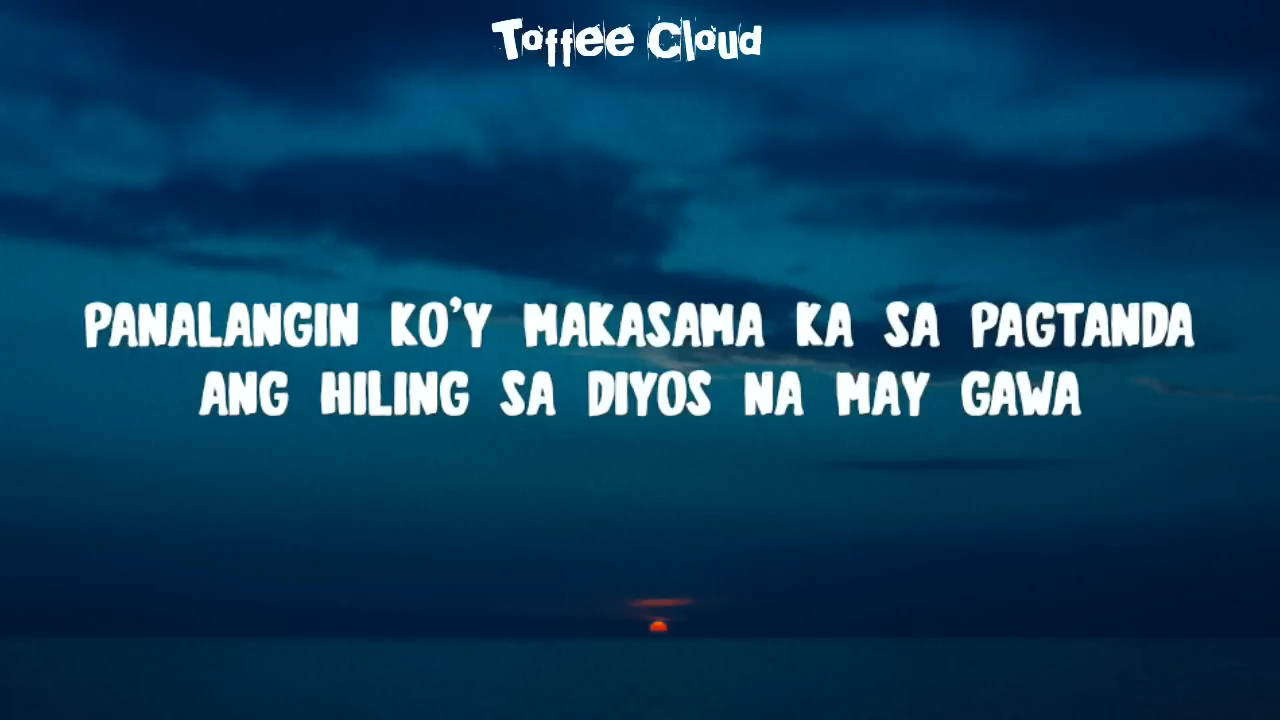 Toffee Cloud
PANALANGIN KO'Y MAKASAMA KA SA PAGTANDA
ANG HILING SA DIYOS NA MAY GAWA